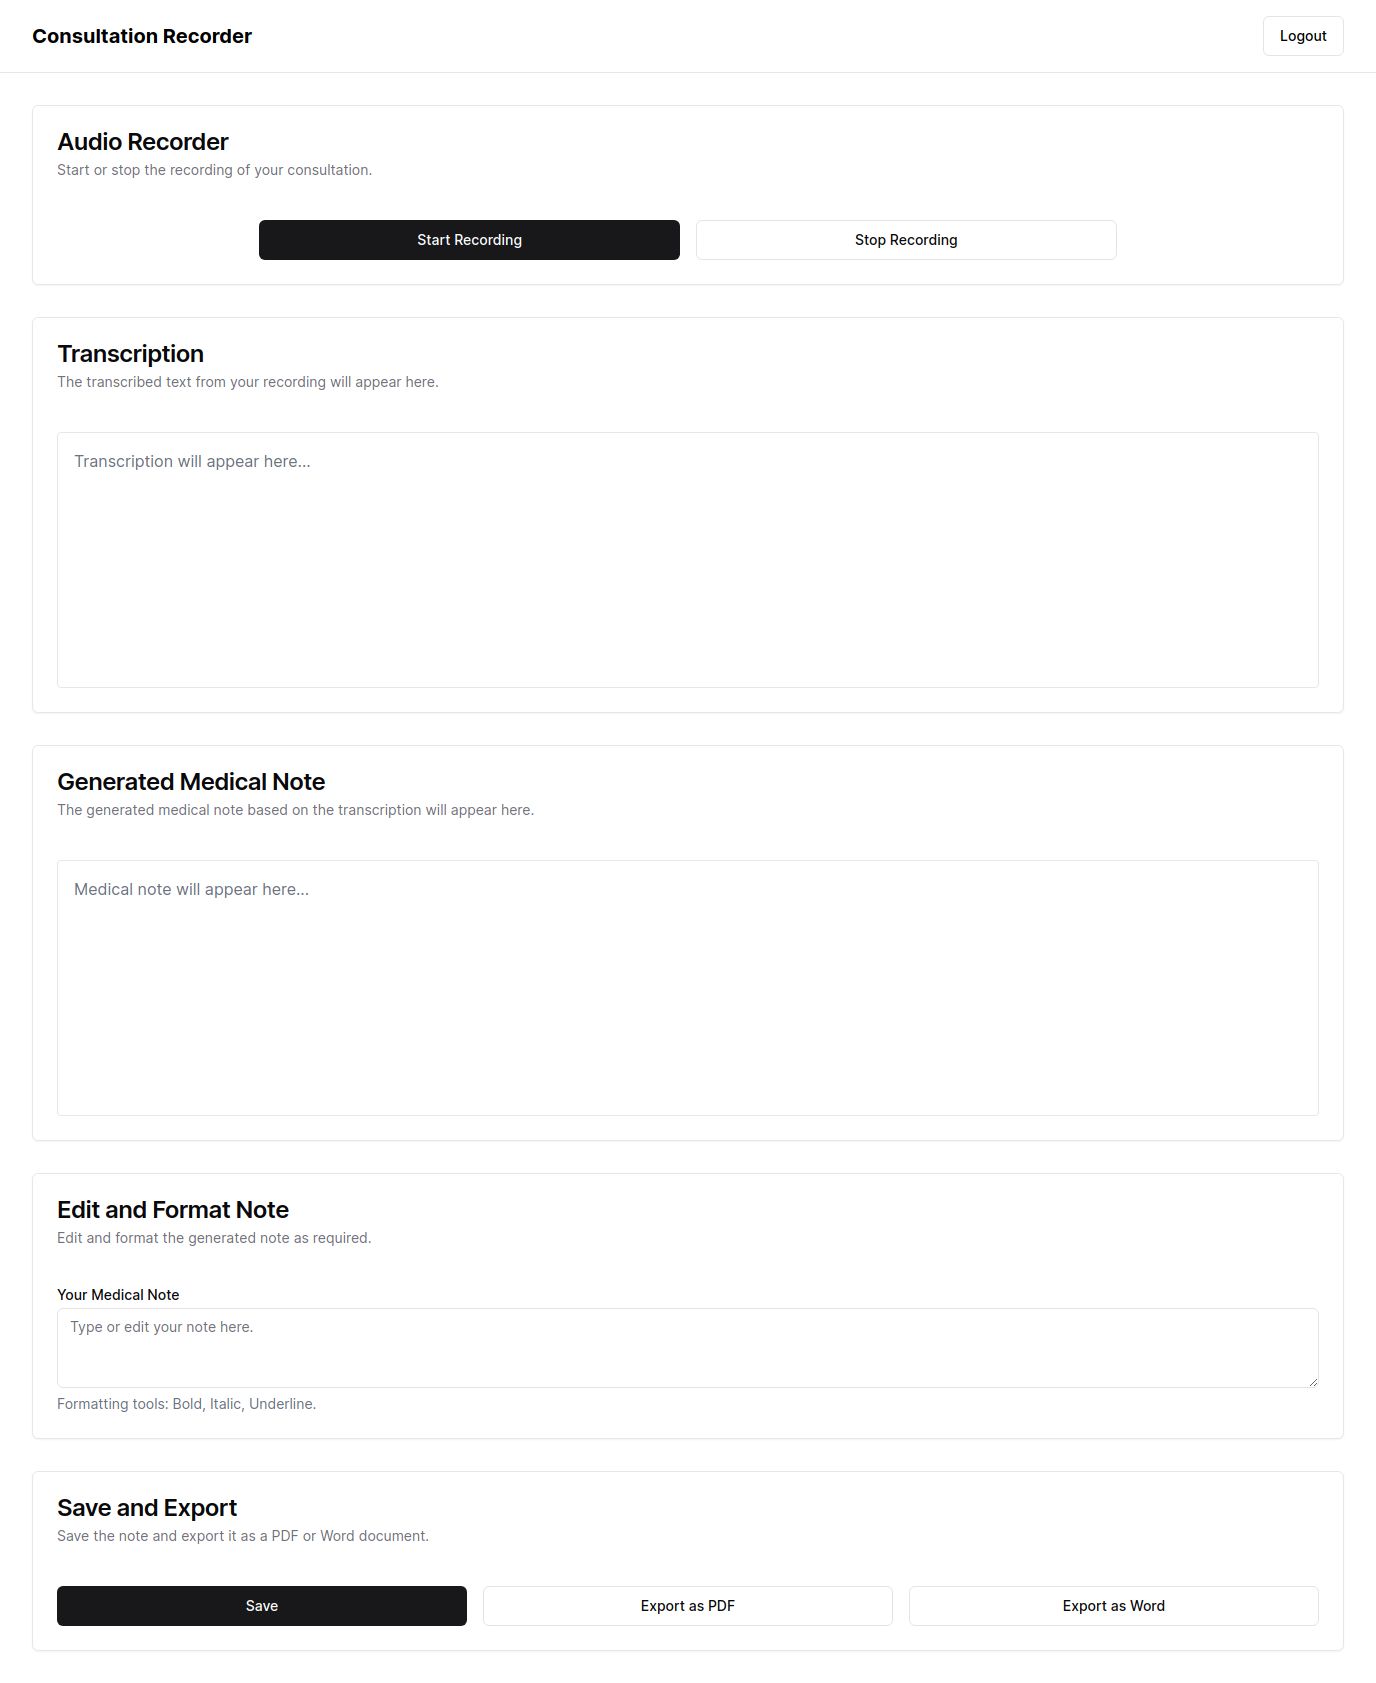 Consultation Recorder
Logout
Audio Recorder
Start or stop the recording of your consultation.
Start Recording
Stop Recording
Transcription
The transcribed text from your recording will appear here.
Transcription will appear here...
Generated Medical Note
The generated medical note based on the transcription will appear here.
Medical note will appear here...
Edit and Format Note
Edit and format the generated note as required.
Your Medical Note
Type or edit your note here.
Formatting tools: Bold, Italic, Underline.
Save and Export
Save the note and export it as a PDF or Word document.
Save
Export as PDF
Export as Word